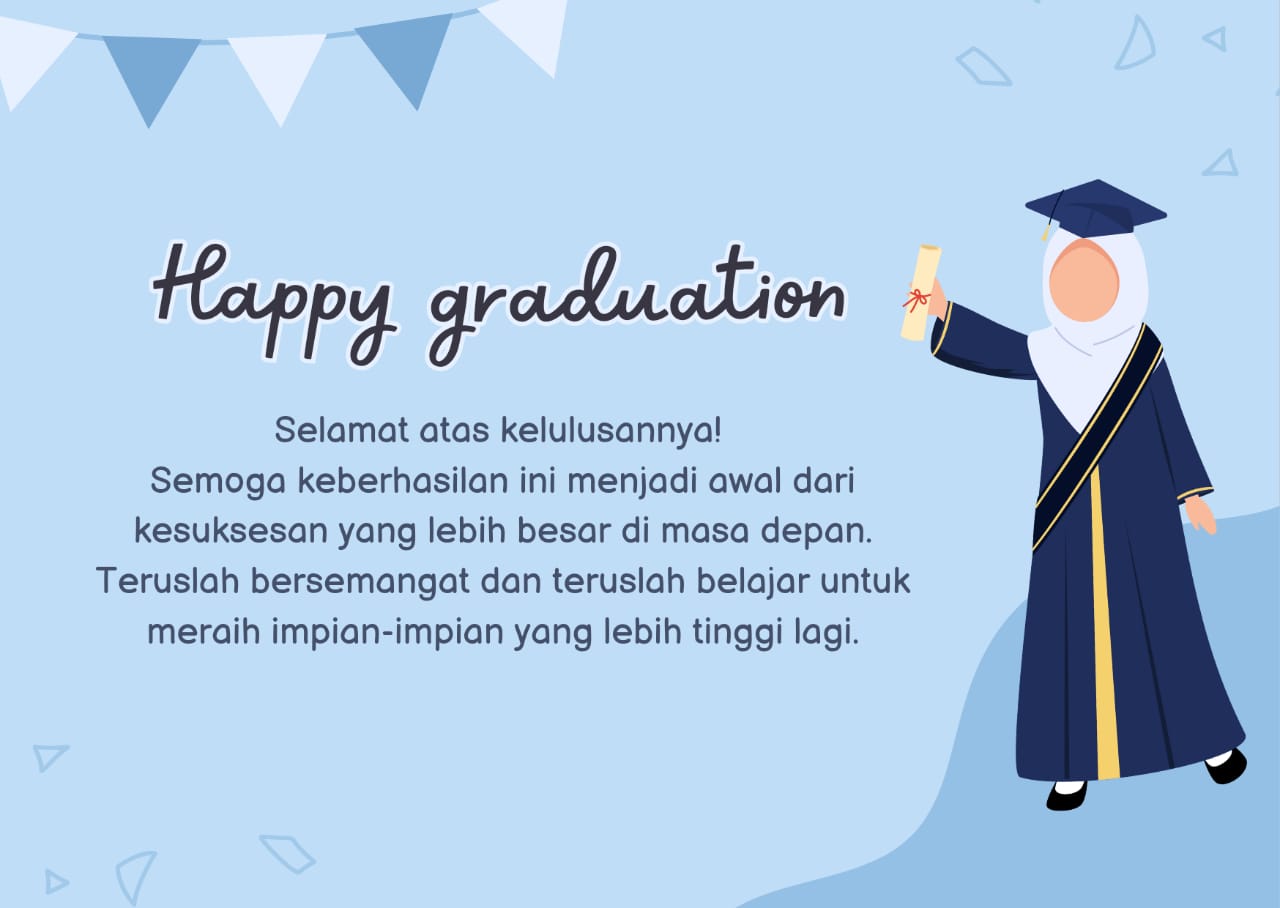 Happy graduation
Selamat atas kelulusannya!
Semoga keberhasilan ini menjadi awal dari
kesuksesan yang lebih besar di masa depan.
Teruslah bersemangat dan teruslah belajar untuk
meraih impian-impian yang lebih tinggi lagi.